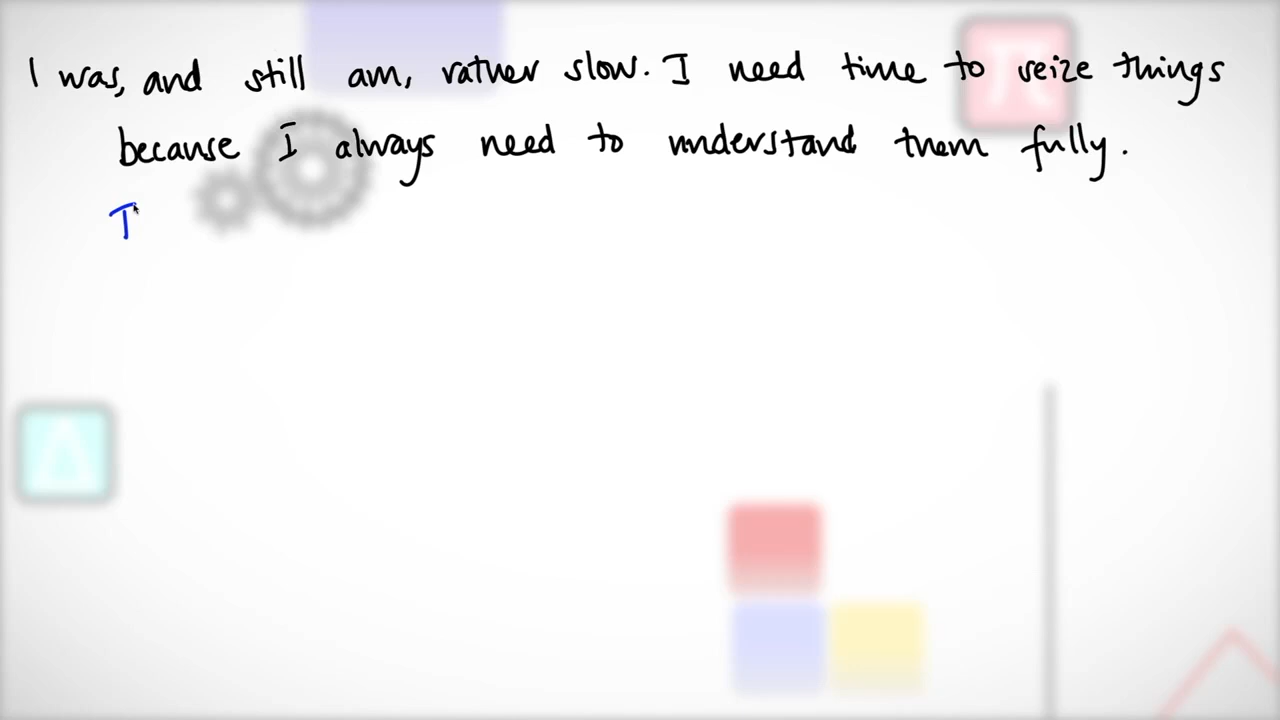 I was, and still am, rather slow. I need time to seize things
because I always need to understand them fully.
T